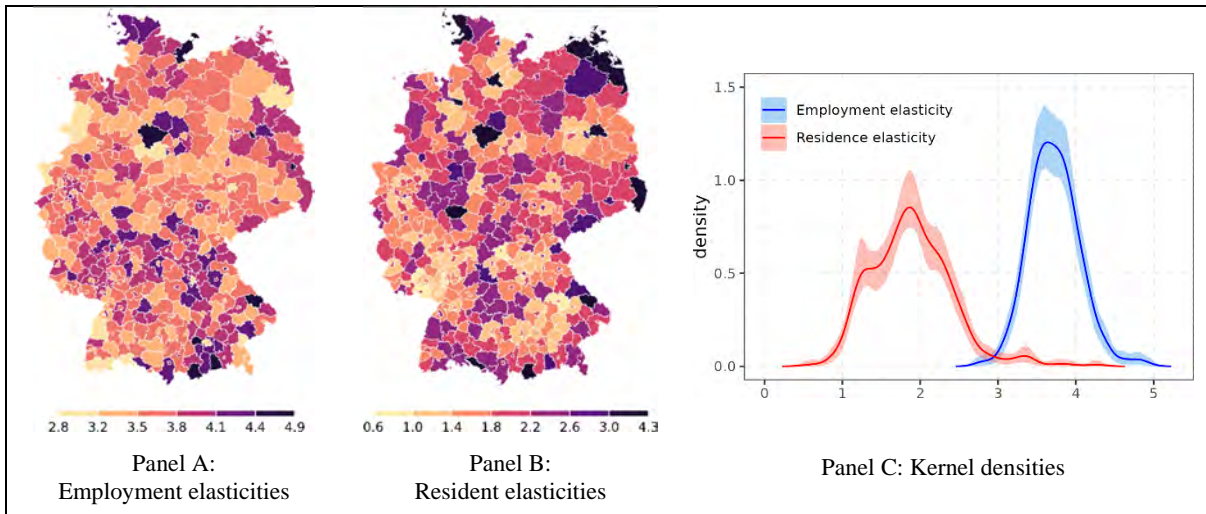 2.8 3.2 3.5 3.8 4.1 4.4 4.9
Panel A:
Employment elasticities
0.6 1.0 1.4 1.8 2.2 2.6 3.0 4.3
Panel B:
Resident elasticities
Employment elasticity
Residence elasticity
density
1.5
1.0
0.5
0.0
0 1 2 3 4 5
Panel C: Kernel densities